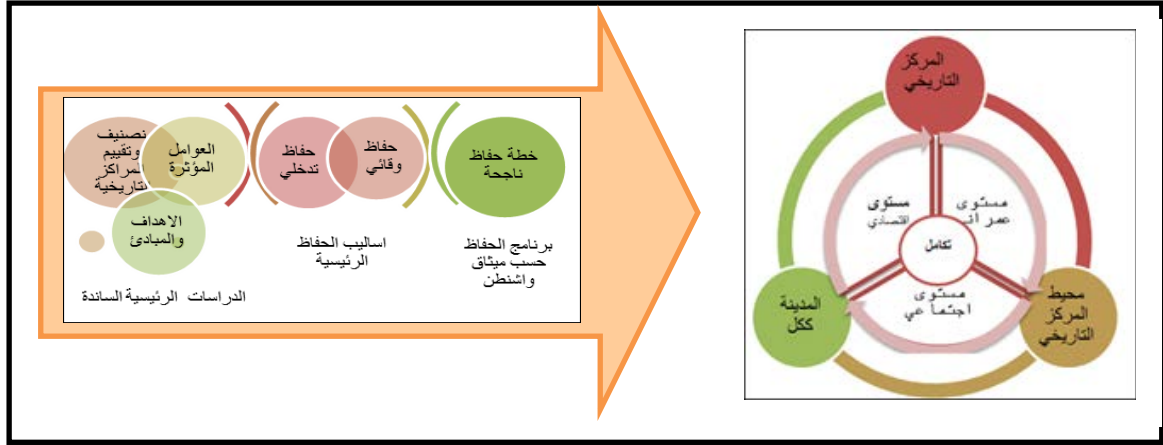 تصنيف
وتقييم
المراكز
التاريخية
العوامل
المؤثرة
الاهداف
والمبادئ
الدراسات الرئيسية الساندة
حفاظ
تدخلي
حفاظ
وقائي
اساليب الحفاظ
الرئيسية
خطة حفاظ
ناجحة
برنامج الحفاظ
حسب ميثاق
واشنطن
المركز
التاريخي
مستوى
اقتصادي
مستوى
عمراني
تكامل
مستوى
اجتماعي
المدينة
ككل
محيط
المركز
التاريخي